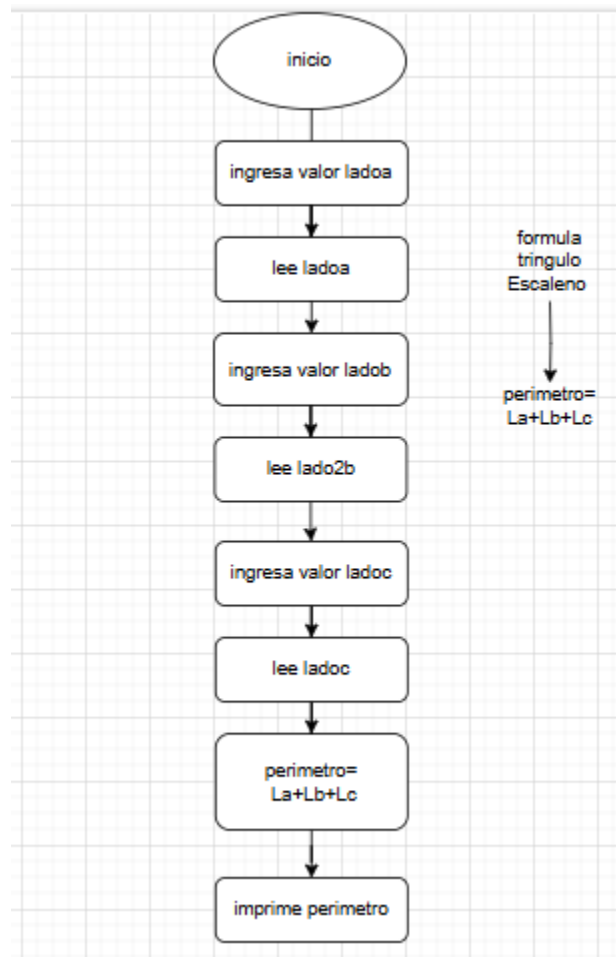 inicio
ingresa valor ladoa
lee ladoa
ingresa valor ladob
lee lado2b
ingresa valor ladoc
lee ladoc
perimetro=
La+Lb+Lc
imprime perimetro
formula
tringulo
Escaleno
perimetro=
La+Lb+Lc